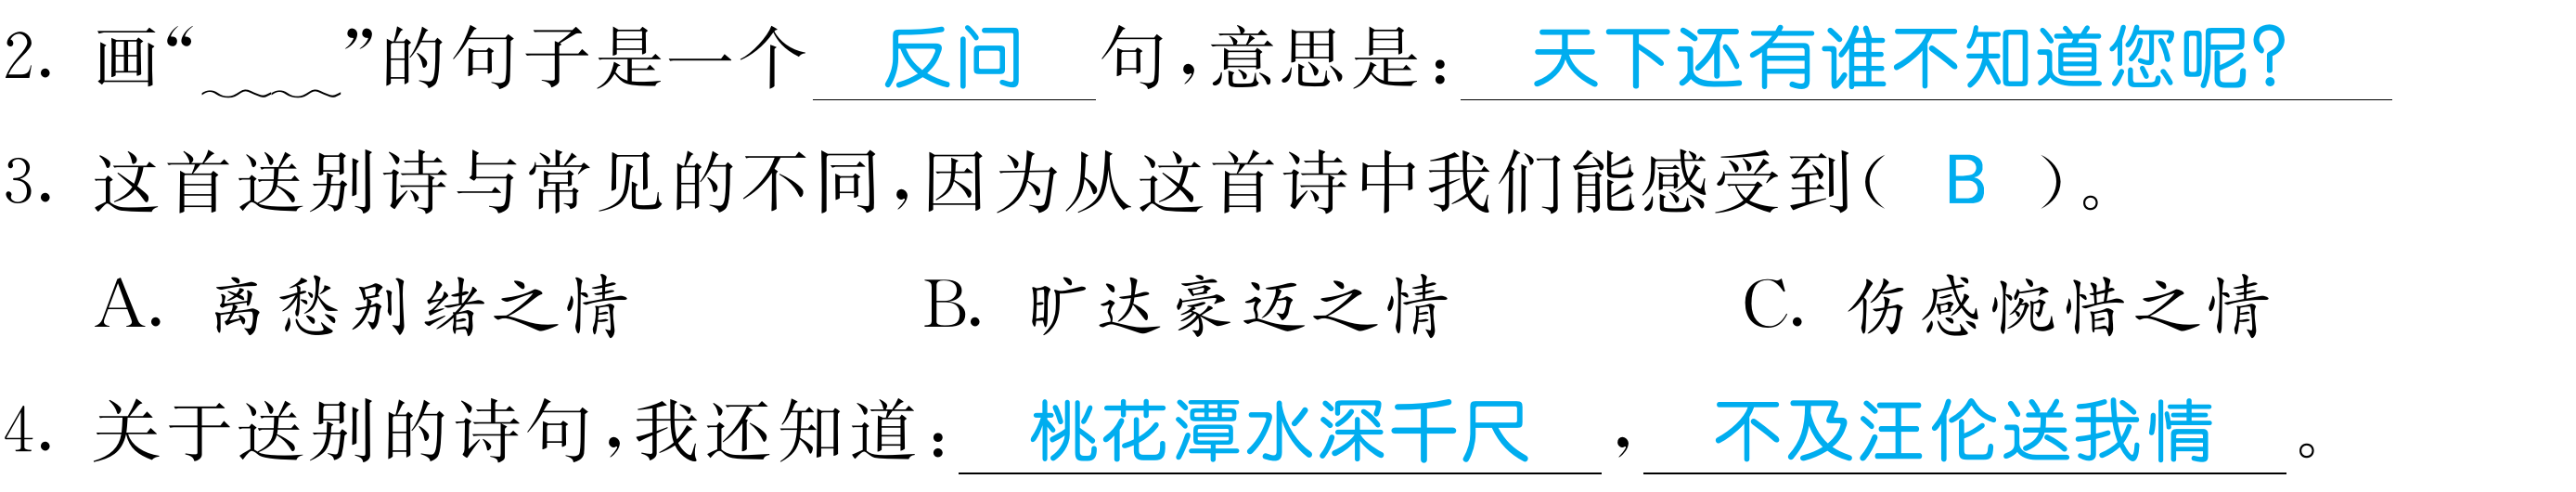 2. 画“﹏﹏”的句子是一个 反问 句,意思是: 天下还有谁不知道您呢?
3. 这首送别诗与常见的不同,因为从这首诗中我们能感受到( B )。
A. 离愁别绪之情 B. 旷达豪迈之情 C. 伤感惋惜之情
4. 关于送别的诗句,我还知道: 桃花潭水深千尺 , 不及汪伦送我情 。